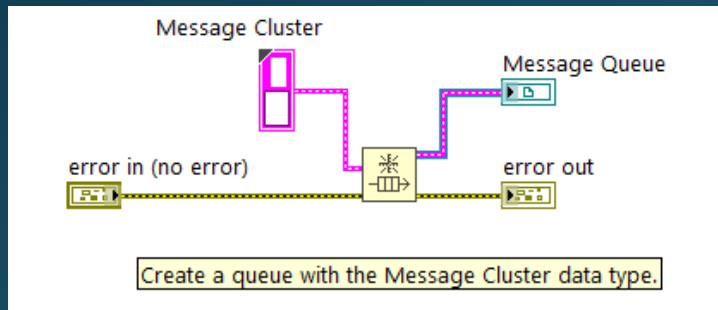 Message Cluster
Message Queue
error in (no error)
error out
Create a queue with the Message Cluster data type.